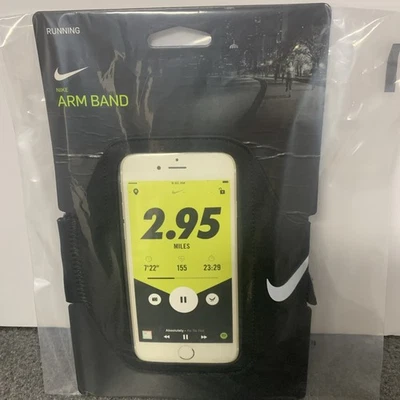 RUNNING
NIKE
ARM BAND
2.95
MILES
7'22" 155 23:29